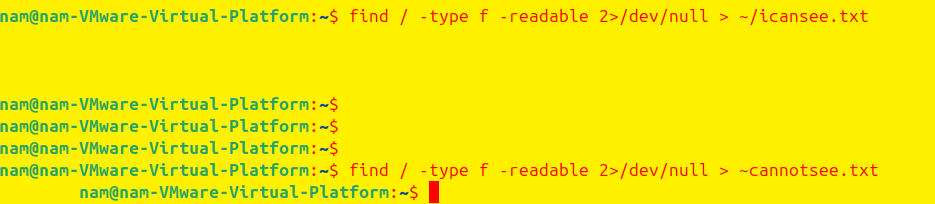 nam@nam-VMware-Virtual-Platform:~$ find / -type f -readable 2>/dev/null > ~/icansee.txt
nam@nam-VMware-Virtual-Platform:~$
nam@nam-VMware-Virtual-Platform:~$
nam@nam-VMware-Virtual-Platform:~$
nam@nam-VMware-Virtual-Platform:~$ find / -type f -readable 2>/dev/null > ~cannotsee.txt
nam@nam-VMware-Virtual-Platform:~$